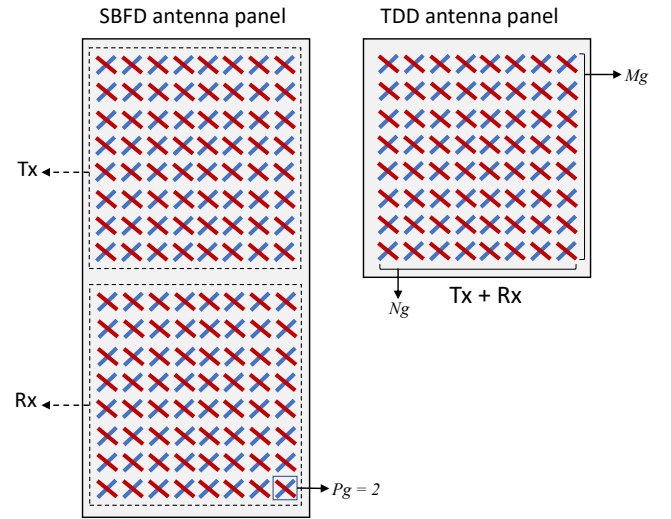 SBFD antenna panel
TDD antenna panel
Tx
Mg
Ng
Tx + Rx
Rx
Pg = 2